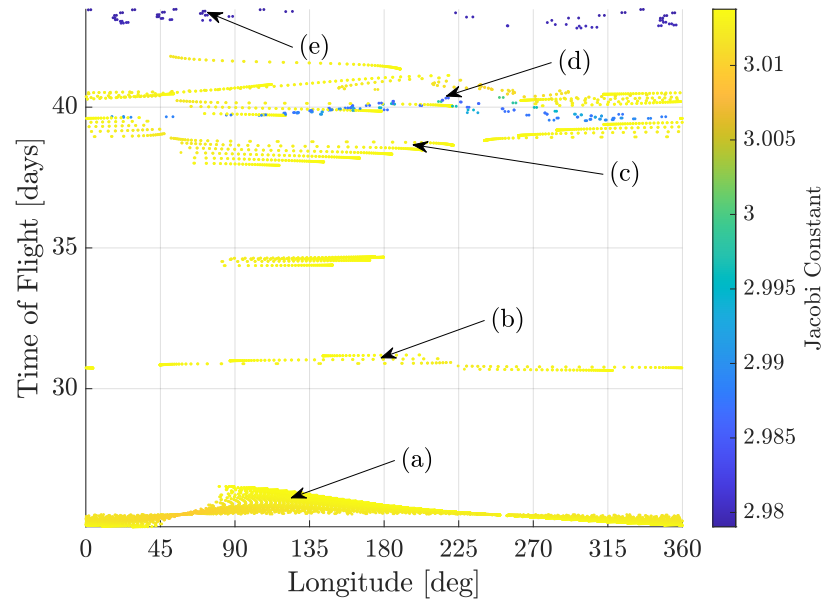 (e)
(d)
(c)
(b)
(a)
40
35
30
0
45
90
135
180
225
270
315
360
Longitude [deg]
Time of Flight [days]
3.01
3.005
3
2.995
2.99
2.985
2.98
Jacobi Constant